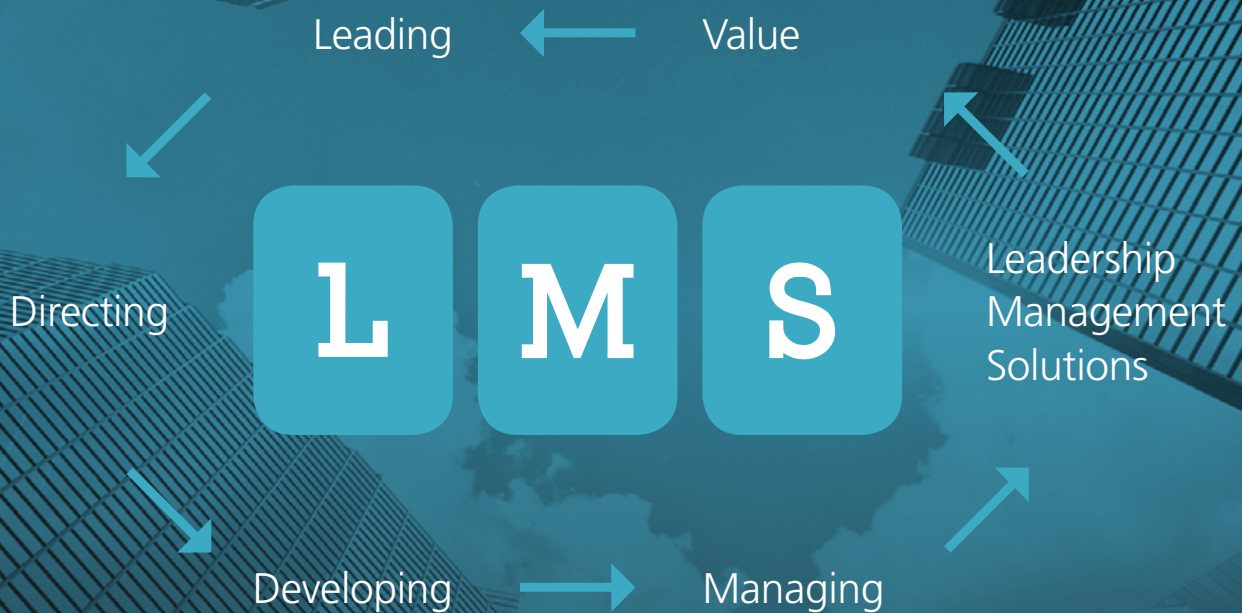 Leading
Value
Directing
L M S
Leadership
Management
Solutions
Developing
Managing